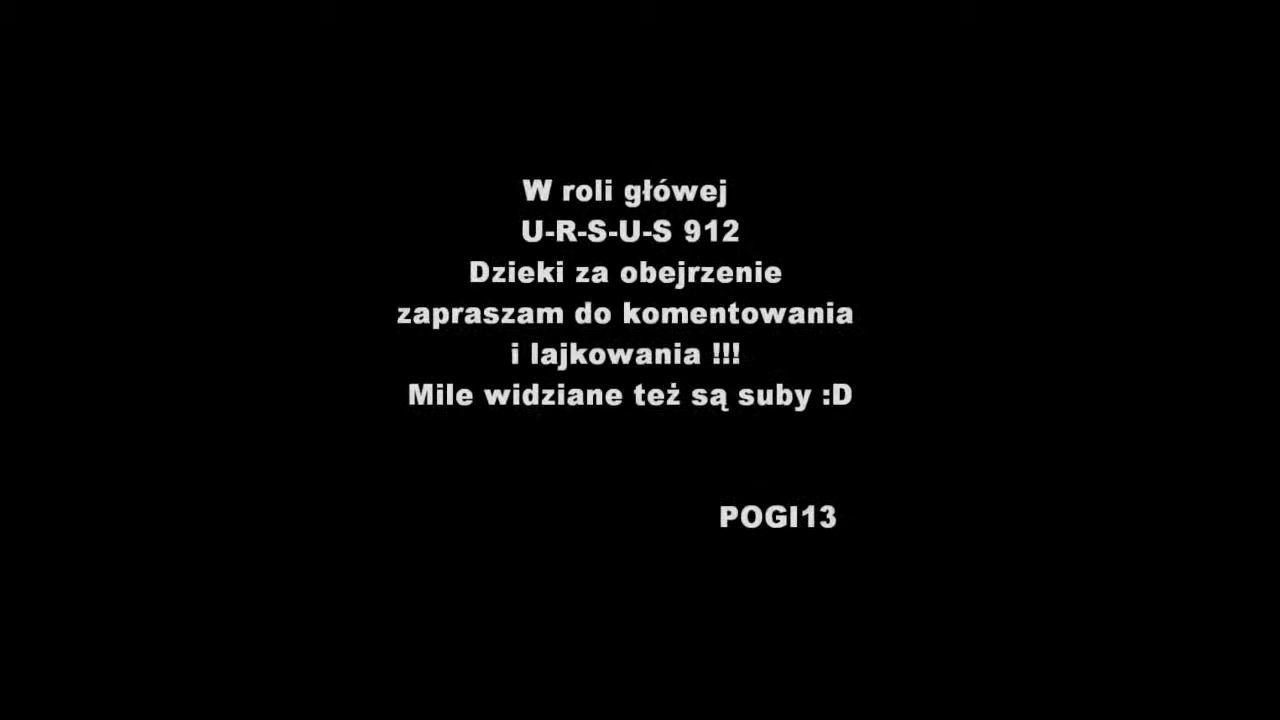 W roli główej
U-R-S-U-S 912
Dzieki za obejrzenie
zapraszam do komentowania
i lajkowania !!!
Mile widziane też są suby :D
POGI13